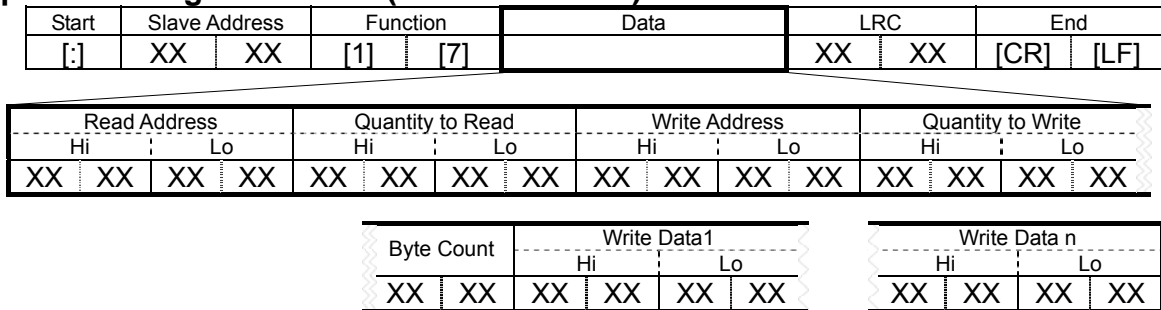 Start Slave Address Function Data LRC End
[:] XX XX [1] [7] XX XX [CR] [LF]
Read Address Quantity to Read Write Address Quantity to Write
Hi Lo Hi Lo Hi Lo Hi Lo
XX XX XX XX XX XX XX XX XX XX XX XX XX XX XX XX
Byte Count Write Data1 Write Data n
Hi Lo Hi Lo
XX XX XX XX XX XX XX XX XX XX